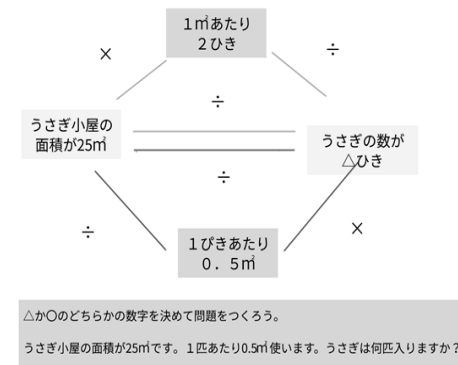 1㎡あたり
2ひき
×
÷
÷
うさぎ小屋の
面積が25㎡
うさぎの数が
△ひき
÷
÷
×
1ぴきあたり
0．5㎡
△か〇のどちらかの数字を決めて問題をつくろう。
うさぎ小屋の面積が25㎡です。１匹あたり0.5㎡使います。うさぎは何匹入りますか？